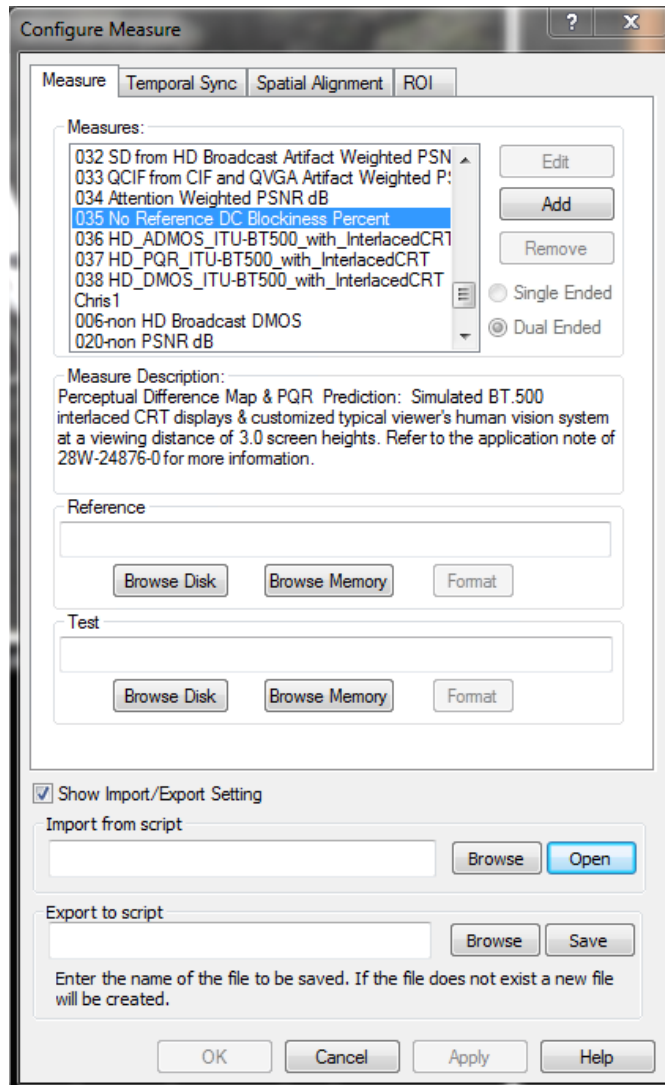 Configure Measure
Measure
Temporal Sync
Spatial Alignment
ROI
Measures:
032 SD from HD Broadcast Artifact Weighted PSN
033 QCIF from CIF and QVGA Artifact Weighted P
034 Attention Weighted PSNR dB
035 No Reference DC Blockiness Percent
036 HD_ADMOS_ITU-BT500_with_InterlacedCRT
037 HD_PQR_ITU-BT500_with_InterlacedCRT
038 HD_DMOS_ITU-BT500_with_InterlacedCRT
Chris1
006-non HD Broadcast DMOS
020-non PSNR dB
Edit
Add
Remove
Single Ended
Dual Ended
Measure Description:
Perceptual Difference Map & PQR Prediction: Simulated BT.500
interlaced CRT displays & customized typical viewer's human vision system
at a viewing distance of 3.0 screen heights. Refer to the application note of
28W-24876-0 for more information.
Reference
Browse Disk
Browse Memory
Format
Test
Browse Disk
Browse Memory
Format
Show Import/Export Setting
Import from script
Browse
Open
Export to script
Browse
Save
Enter the name of the file to be saved. If the file does not exist a new file
will be created.
OK
Cancel
Apply
Help